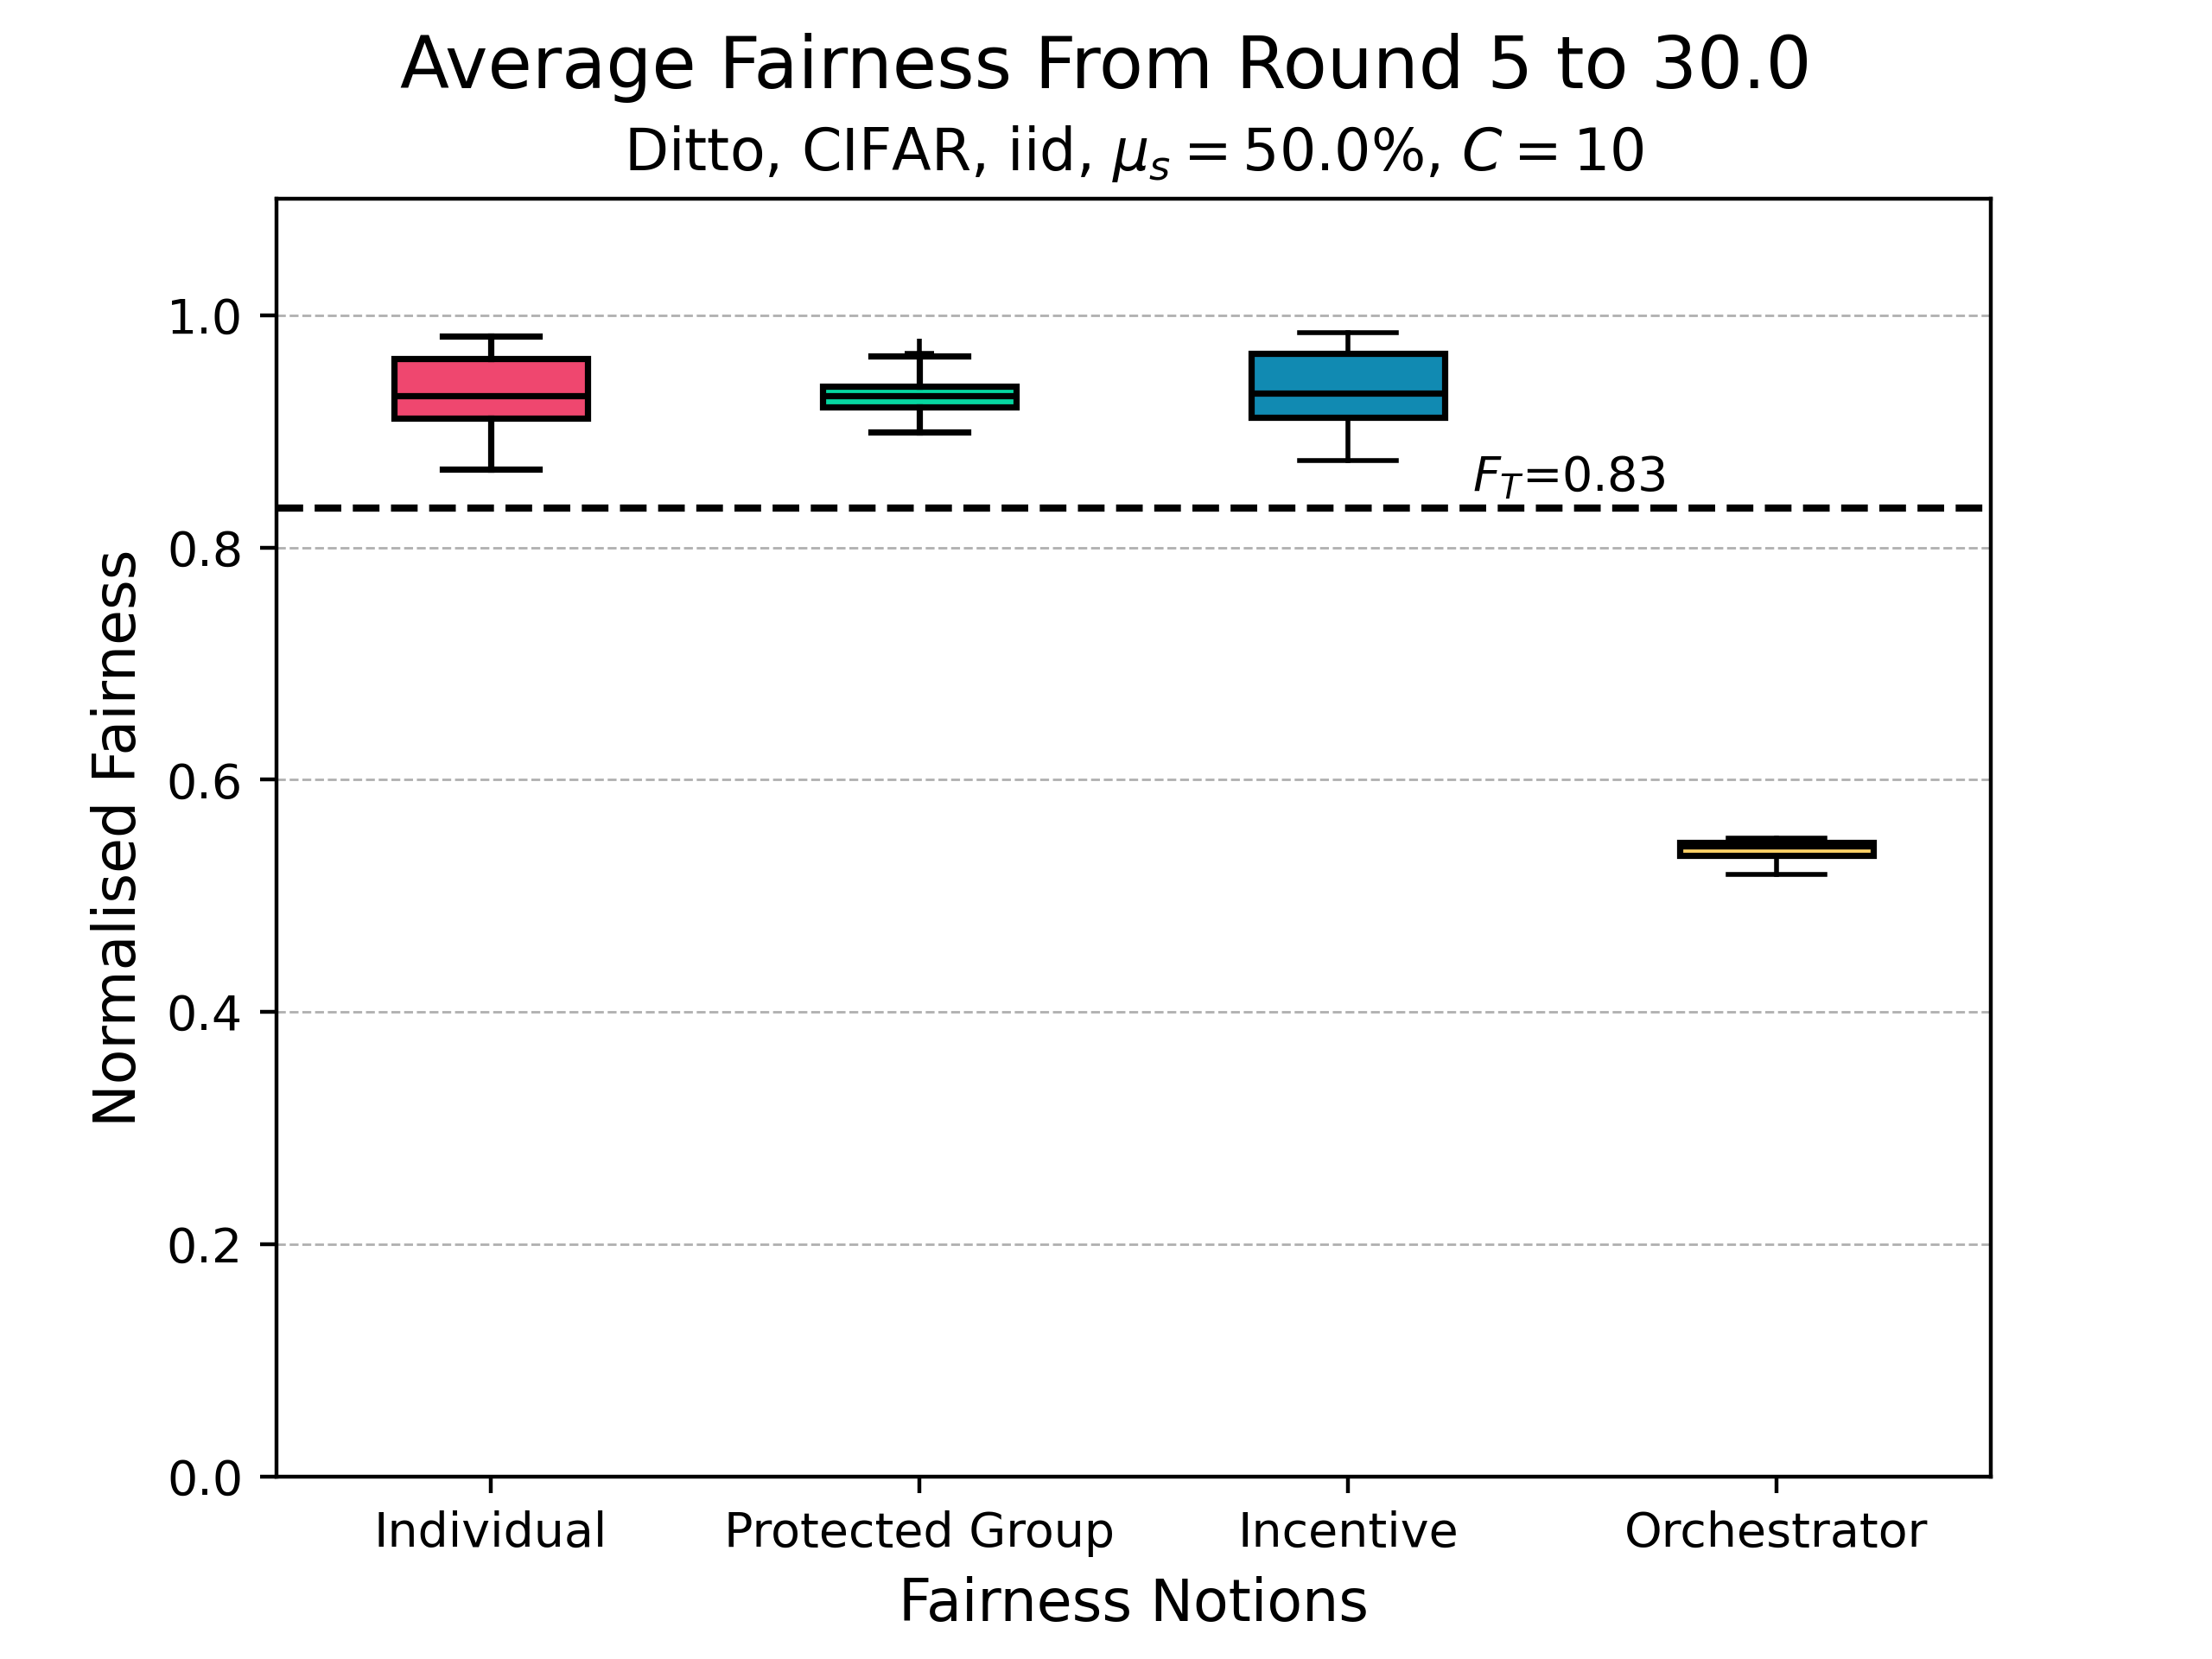 Average Fairness From Round 5 to 30.0
Ditto, CIFAR, iid, μₛ = 50.0%, C = 10
1.0
F_T=0.83
0.8
0.6
0.4
0.2
0.0
Normalised Fairness
Individual Protected Group Incentive Orchestrator
Fairness Notions